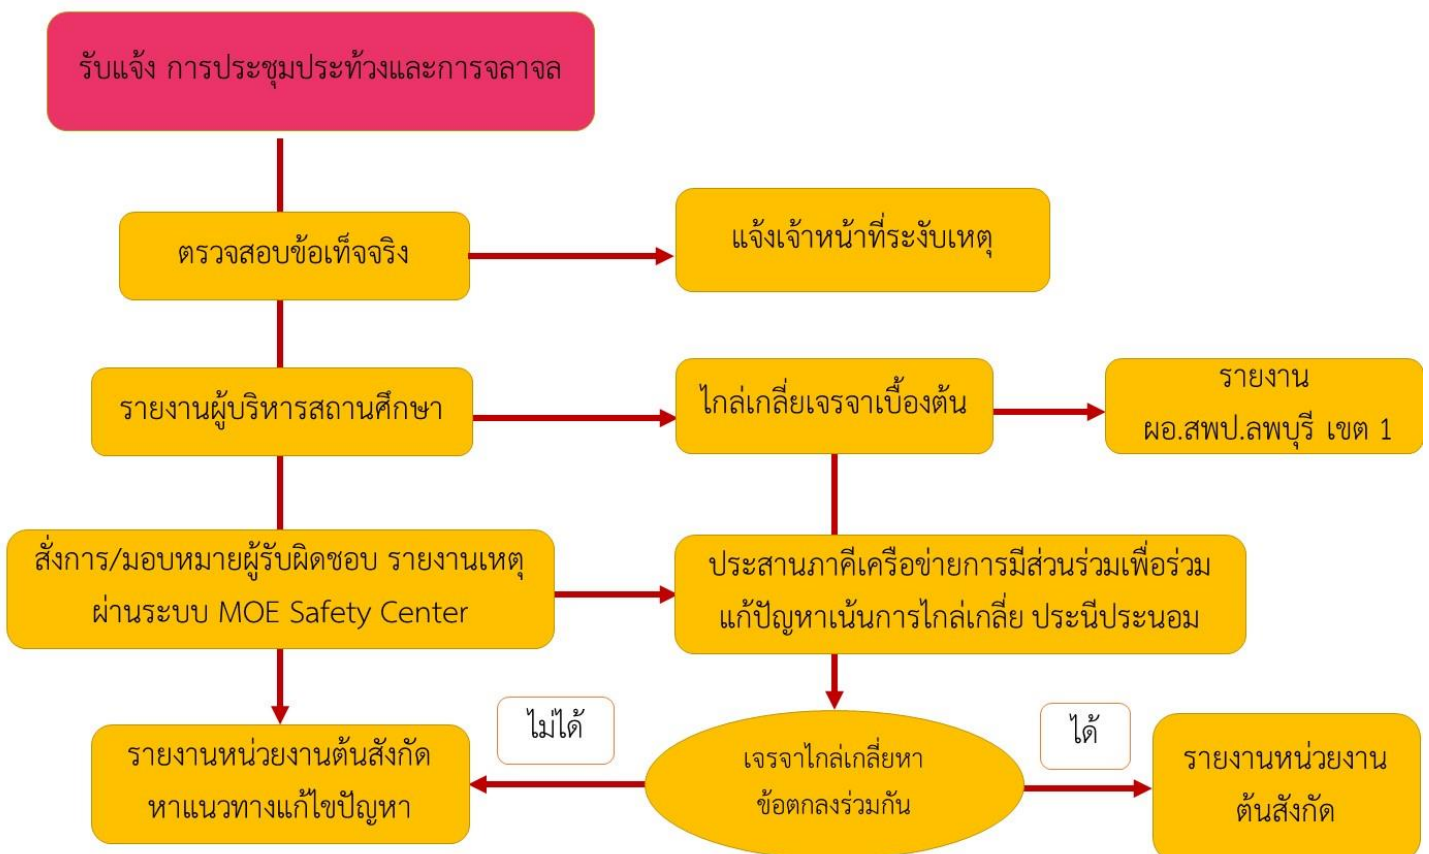 รับแจ้ง การประชุมประท้วงและการจลาจล
ตรวจสอบข้อเท็จจริง
แจ้งเจ้าหน้าที่ระงับเหตุ
รายงานผู้บริหารสถานศึกษา
ไกล่เกลี่ยเจรจาเบื้องต้น
รายงาน
ผอ.สพป.ลพบุรี เขต 1
สั่งการ/มอบหมายผู้รับผิดชอบ รายงานเหตุ
ผ่านระบบ MOE Safety Center
ประสานภาคีเครือข่ายการมีส่วนร่วมเพื่อร่วม
แก้ปัญหาเน้นการไกล่เกลี่ย ประนีประนอม
รายงานหน่วยงานต้นสังกัด
หาแนวทางแก้ไขปัญหา
ไม่ได้
เจรจาไกล่เกลี่ยหา
ข้อตกลงร่วมกัน
ได้
รายงานหน่วยงาน
ต้นสังกัด